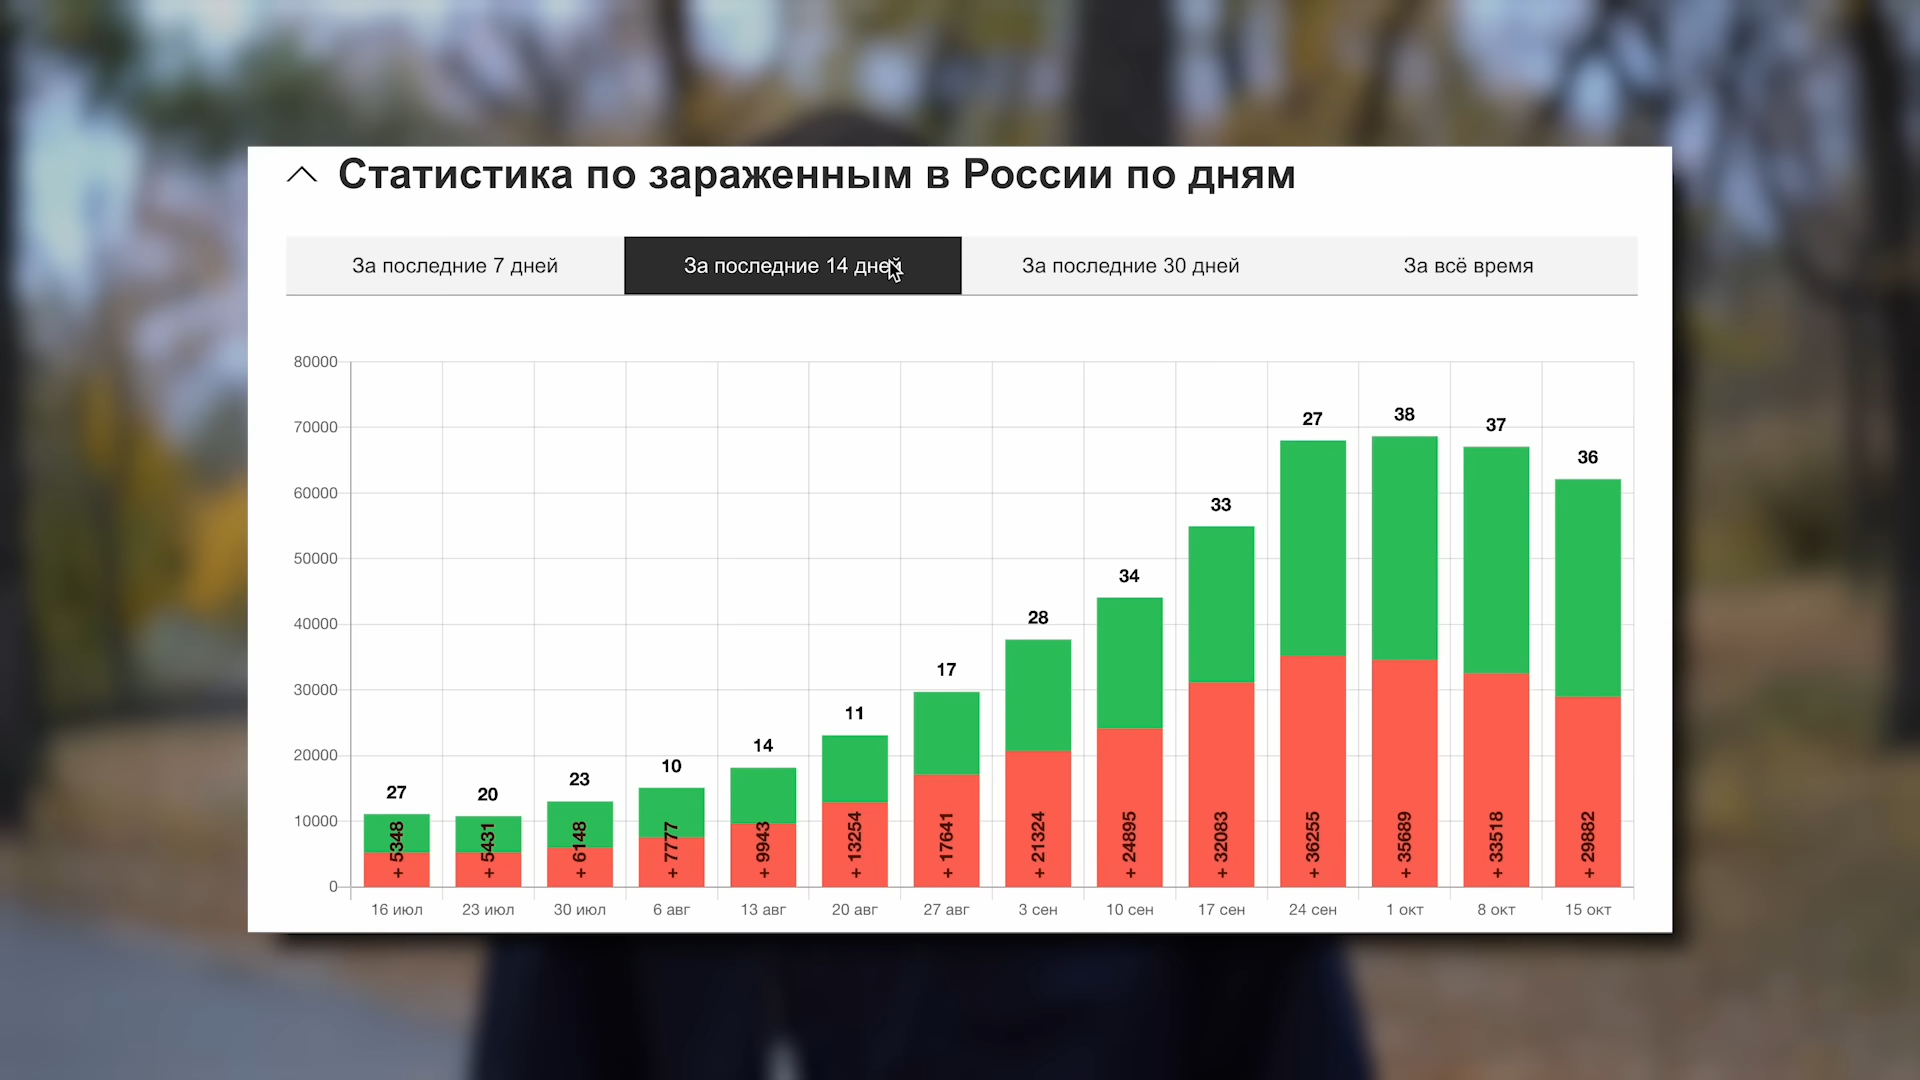 Статистика по зараженным в России по дням
За последние 7 дней
За последние 14 дней
За последние 30 дней
За всё время
80000
70000
60000
50000
40000
30000
20000
10000
0
27
20
23
10
14
11
17
28
34
33
27
38
37
36
+ 5348
+ 5431
+ 6148
+ 7777
+ 9943
+ 13254
+ 17641
+ 21324
+ 24895
+ 32083
+ 36255
+ 35689
+ 33518
+ 29882
16 июл
23 июл
30 июл
6 авг
13 авг
20 авг
27 авг
3 сен
10 сен
17 сен
24 сен
1 окт
8 окт
15 окт